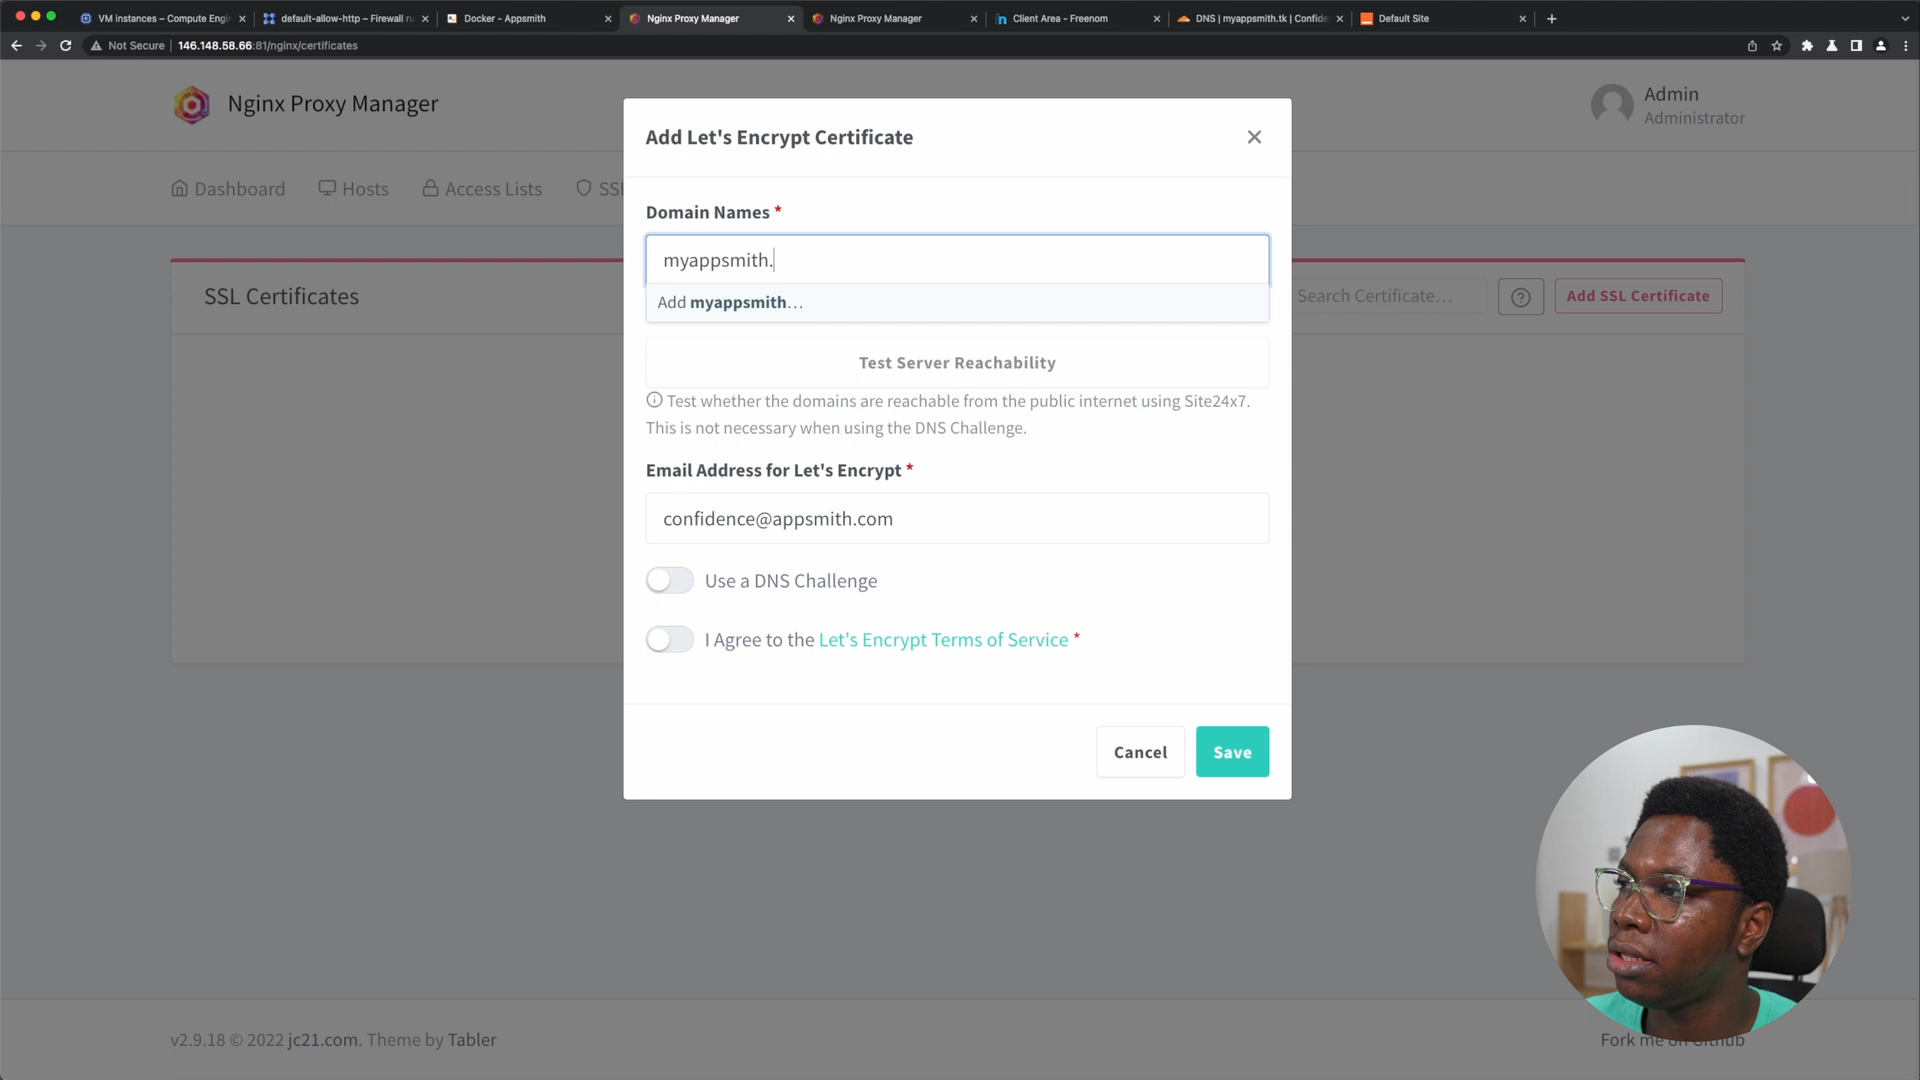 VM instances – Compute Engin
default-allow-http – Firewall ru
Docker - Appsmith
Nginx Proxy Manager
Nginx Proxy Manager
Client Area - Freenom
DNS | myappsmith.tk | Confide
Default Site
Not Secure
146.148.58.66:81/nginx/certificates
Nginx Proxy Manager
Admin
Administrator
Dashboard
Hosts
Access Lists
SSL Certificates
Search Certificate…
Add SSL Certificate
Add Let's Encrypt Certificate
Domain Names *
myappsmith.
Add myappsmith.…
Test Server Reachability
Test whether the domains are reachable from the public internet using Site24x7.
This is not necessary when using the DNS Challenge.
Email Address for Let's Encrypt *
confidence@appsmith.com
Use a DNS Challenge
I Agree to the Let's Encrypt Terms of Service *
Cancel
Save
v2.9.18 © 2022 jc21.com. Theme by Tabler
Fork me on Github